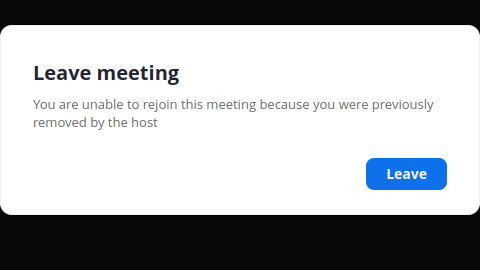 Leave meeting
You are unable to rejoin this meeting because you were previously
removed by the host
Leave